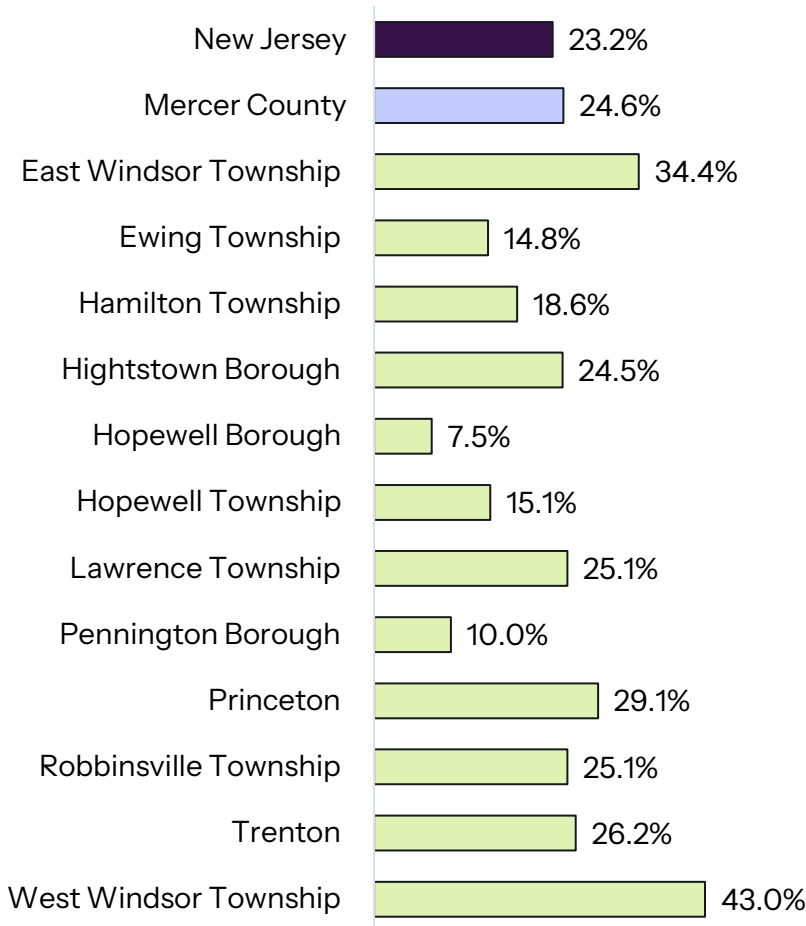 New Jersey 23.2%
Mercer County 24.6%
East Windsor Township 34.4%
Ewing Township 14.8%
Hamilton Township 18.6%
Hightstown Borough 24.5%
Hopewell Borough 7.5%
Hopewell Township 15.1%
Lawrence Township 25.1%
Pennington Borough 10.0%
Princeton 29.1%
Robbinsville Township 25.1%
Trenton 26.2%
West Windsor Township 43.0%